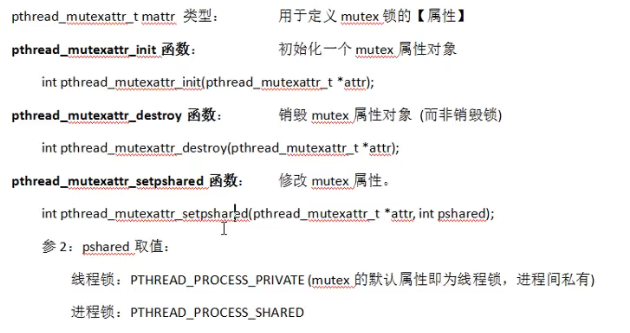 pthread_mutexattr_t mattr 类型： 用于定义 mutex 锁的【属性】
pthread_mutexattr_init 函数： 初始化一个 mutex 属性对象
int pthread_mutexattr_init(pthread_mutexattr_t *attr);
pthread_mutexattr_destroy 函数： 销毁 mutex 属性对象 (而非销毁锁)
int pthread_mutexattr_destroy(pthread_mutexattr_t *attr);
pthread_mutexattr_setpshared 函数： 修改 mutex 属性。
int pthread_mutexattr_setpshared(pthread_mutexattr_t *attr, int pshared);
参 2：pshared 取值：
线程锁：PTHREAD_PROCESS_PRIVATE (mutex 的默认属性即为线程锁，进程间私有)
进程锁：PTHREAD_PROCESS_SHARED